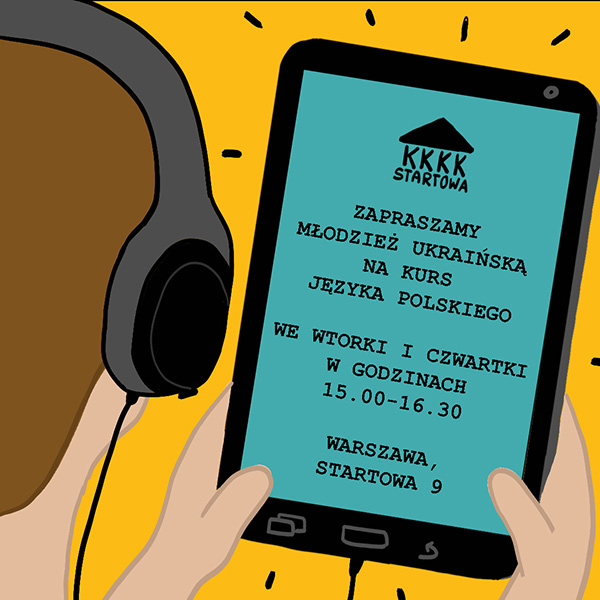 KKKK
STARTOWA
ZAPRASZAMY
MŁODZIEŻ UKRAIŃSKĄ
NA KURS
JĘZYKA POLSKIEGO
WE WTORKI I CZWARTKI
W GODZINACH
15.00-16.30
WARSZAWA,
STARTOWA 9